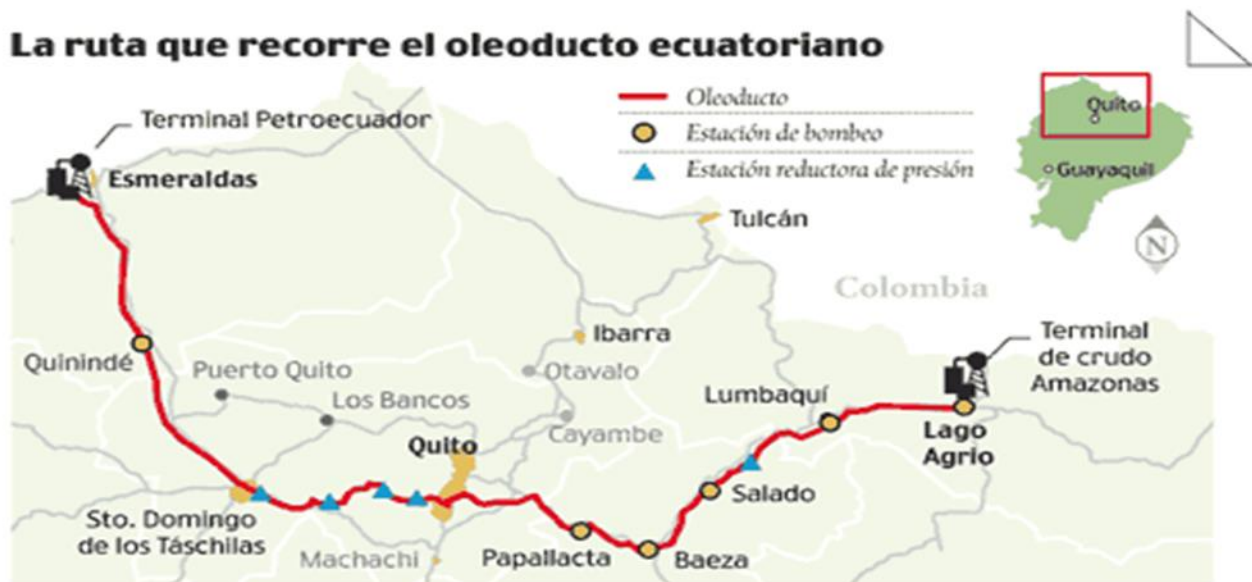 La ruta que recorre el oleoducto ecuatoriano
Oleoducto
Estación de bombeo
Estación reductora de presión
Quito
Guayaquil
N
Terminal Petroecuador
Esmeraldas
Tulcán
Colombia
Ibarra
Terminal
de crudo
Amazonas
Quinindé
Puerto Quito
Otavalo
Los Bancos
Lumbaquí
Cayambe
Quito
Lago
Agrio
Salado
Sto. Domingo
de los Táschilas
Machachi
Papallacta
Baeza